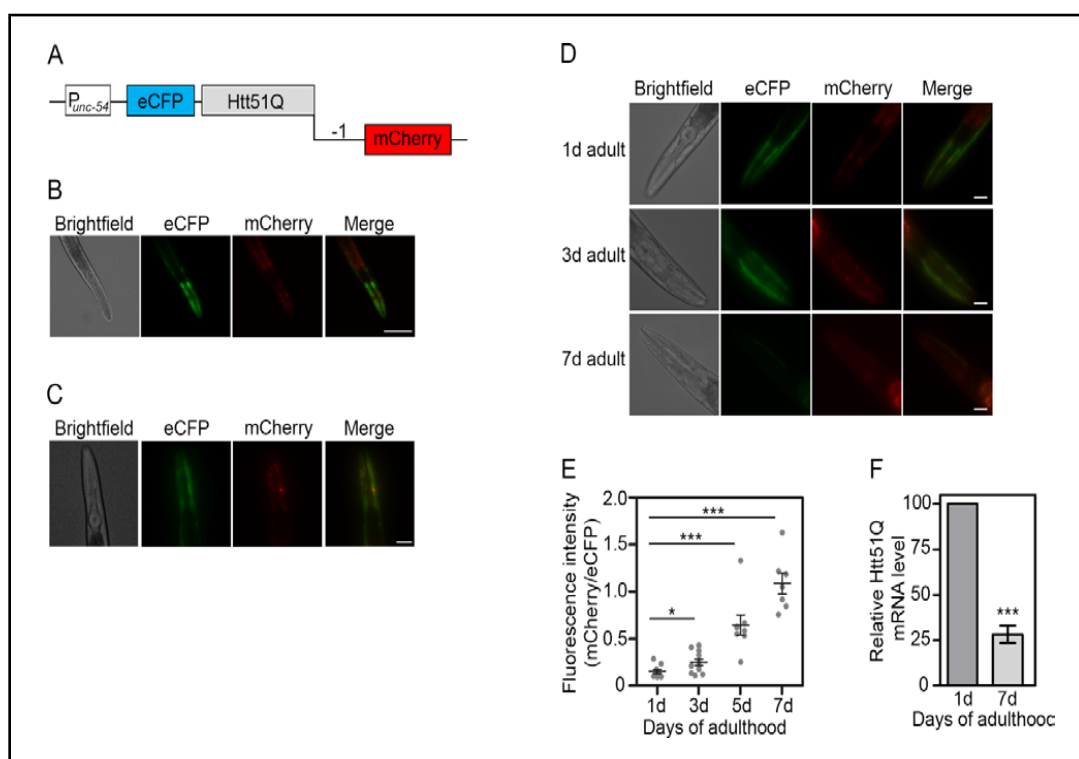 A
P unc-54 eCFP Htt51Q
-1 mCherry
B
Brightfield eCFP mCherry Merge
C
Brightfield eCFP mCherry Merge
D
Brightfield eCFP mCherry Merge
1d adult
3d adult
7d adult
E
Fluorescence intensity
(mCherry/eCFP)
2.0
1.5
1.0
0.5
0
***
***
*
1d 3d 5d 7d
Days of adulthood
F
Relative Htt51Q
mRNA level
100
75
50
25
0
***
1d 7d
Days of adulthooc